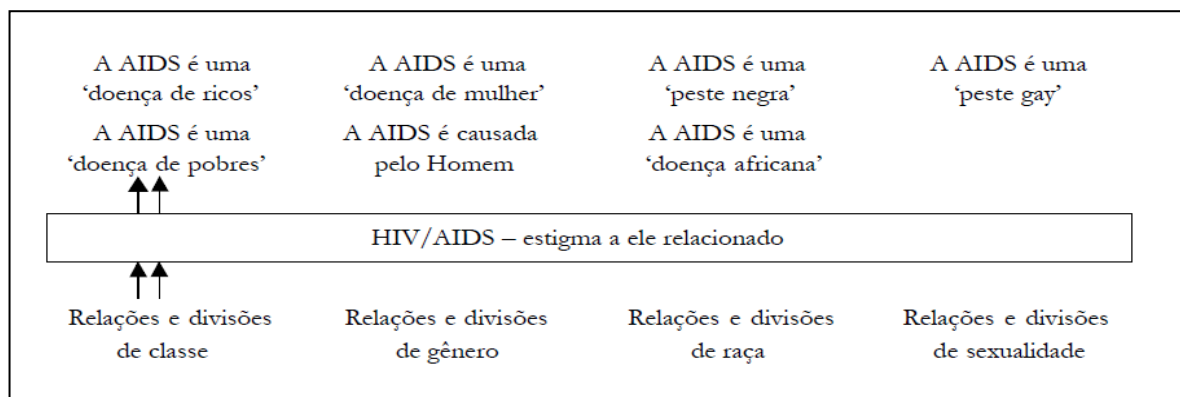 A AIDS é uma
‘doença de ricos’
A AIDS é uma
‘doença de mulher’
A AIDS é uma
‘peste negra’
A AIDS é uma
‘peste gay’
A AIDS é uma
‘doença de pobres’
A AIDS é causada
pelo Homem
A AIDS é uma
‘doença africana’
HIV/AIDS – estigma a ele relacionado
Relações e divisões
de classe
Relações e divisões
de gênero
Relações e divisões
de raça
Relações e divisões
de sexualidade